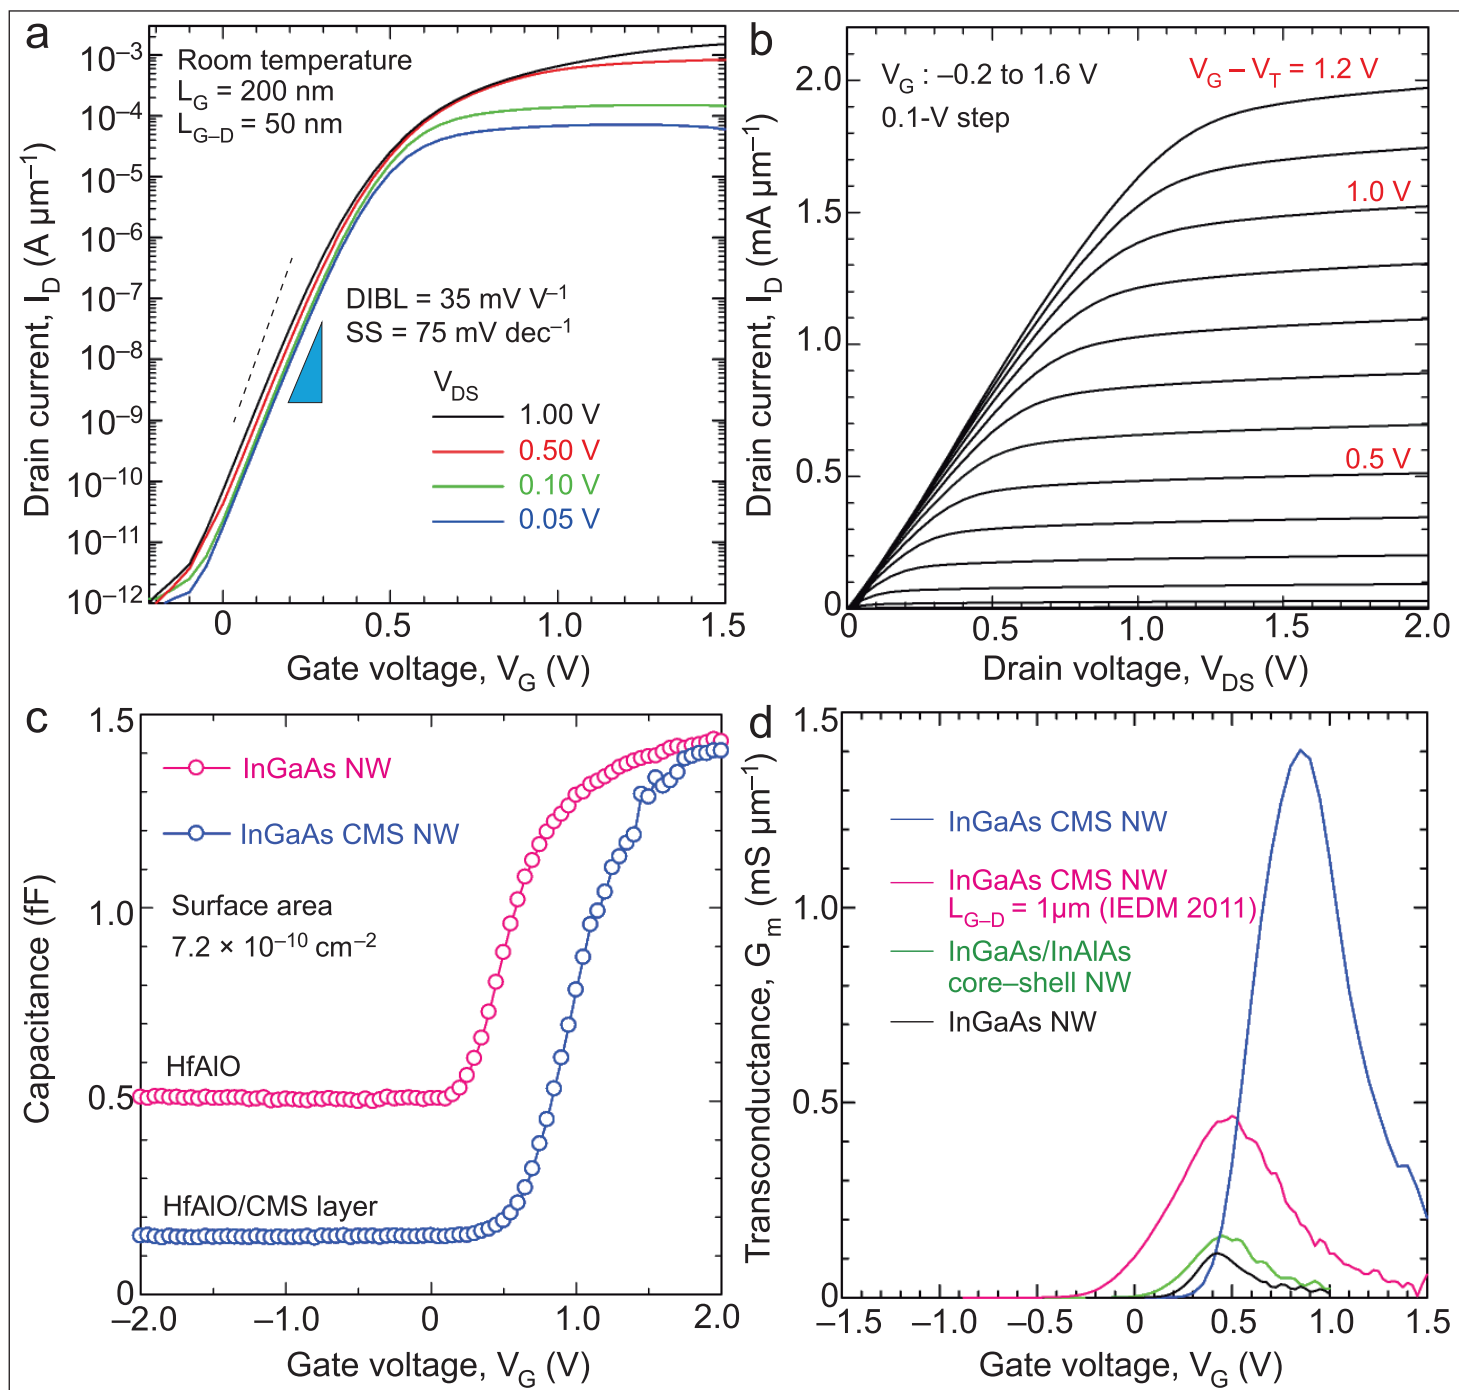 a
Room temperature
L_G = 200 nm
L_G–D = 50 nm
10⁻³
10⁻⁴
10⁻⁵
10⁻⁶
10⁻⁷
10⁻⁸
10⁻⁹
10⁻¹⁰
10⁻¹¹
10⁻¹²
Drain current, I_D (A µm⁻¹)
DIBL = 35 mV V⁻¹
SS = 75 mV dec⁻¹
V_DS
1.00 V
0.50 V
0.10 V
0.05 V
0 0.5 1.0 1.5
Gate voltage, V_G (V)
b
V_G : –0.2 to 1.6 V
0.1-V step
V_G – V_T = 1.2 V
1.0 V
0.5 V
2.0
1.5
1.0
0.5
0
Drain current, I_D (mA µm⁻¹)
0 0.5 1.0 1.5 2.0
Drain voltage, V_DS (V)
c
1.5
1.0
0.5
0
Capacitance (fF)
InGaAs NW
InGaAs CMS NW
Surface area
7.2 × 10⁻¹⁰ cm⁻²
HfAlO
HfAlO/CMS layer
–2.0 –1.0 0 1.0 2.0
Gate voltage, V_G (V)
d
1.5
1.0
0.5
0
Transconductance, G_m (mS µm⁻¹)
InGaAs CMS NW
InGaAs CMS NW
L_G–D = 1µm (IEDM 2011)
InGaAs/InAlAs
core–shell NW
InGaAs NW
–1.5 –1.0 –0.5 0 0.5 1.0 1.5
Gate voltage, V_G (V)